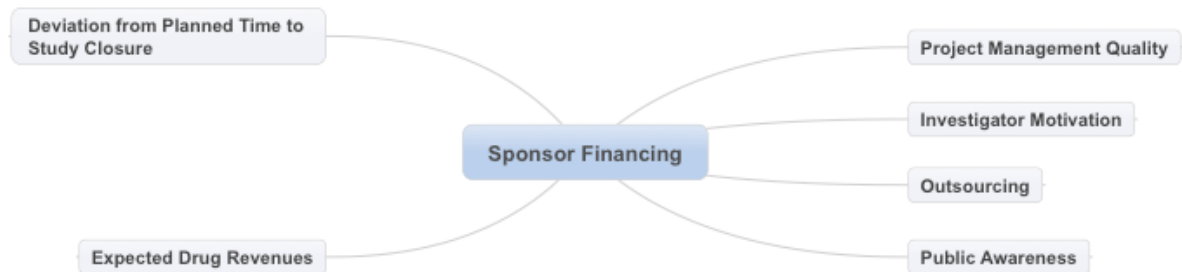 Deviation from Planned Time to
Study Closure
Project Management Quality
Investigator Motivation
Sponsor Financing
Outsourcing
Expected Drug Revenues
Public Awareness